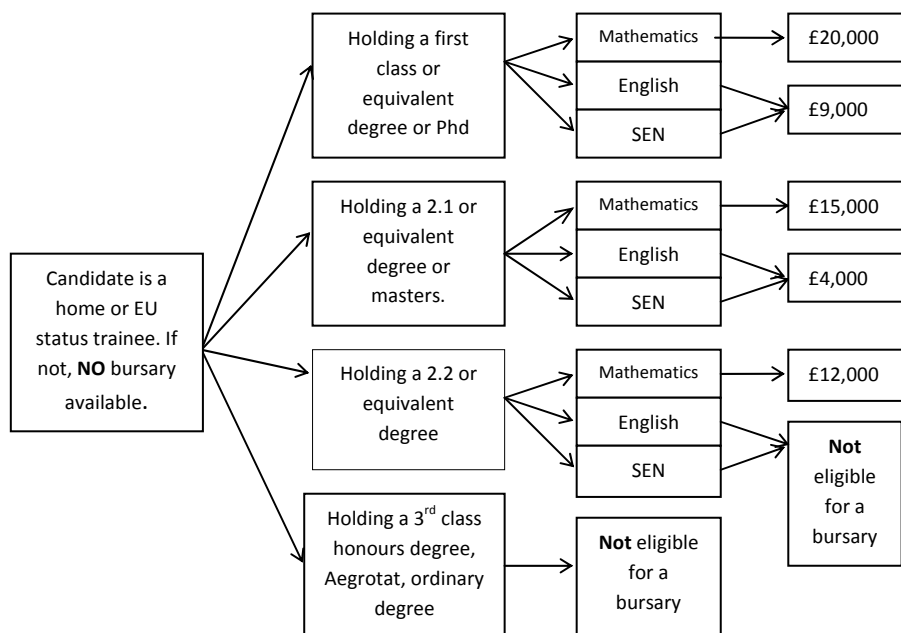 Candidate is a
home or EU
status trainee. If
not, NO bursary
available.
Holding a first
class or
equivalent
degree or Phd
Mathematics
English
SEN
£20,000
£9,000
Holding a 2.1 or
equivalent
degree or
masters.
Mathematics
English
SEN
£15,000
£4,000
Holding a 2.2 or
equivalent
degree
Mathematics
English
SEN
£12,000
Not
eligible
for a
bursary
Holding a 3rd class
honours degree,
Aegrotat, ordinary
degree
Not eligible
for a
bursary